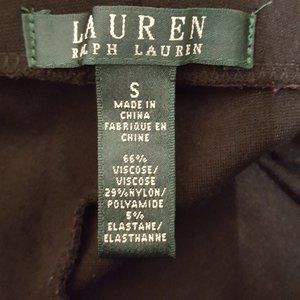 LAUREN
RALPH LAUREN
S
MADE IN
CHINA
FABRIQUE EN
CHINE
66%
VISCOSE/
VISCOSE
29%NYLON/
POLYAMIDE
5%
ELASTANE/
ELASTHANNE